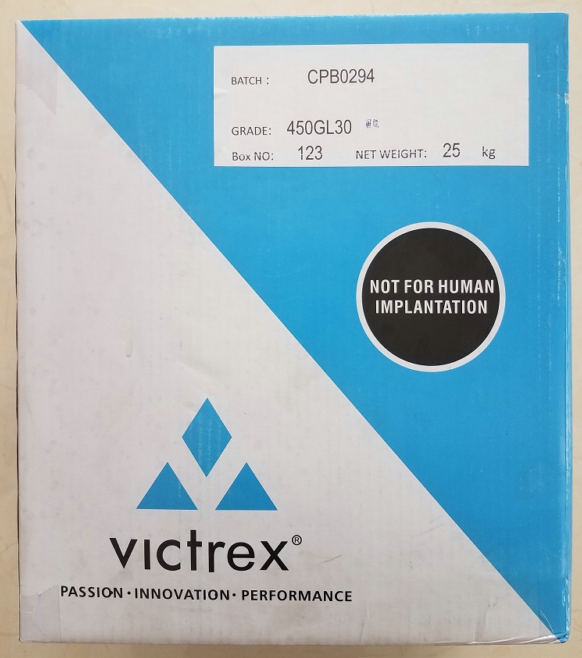 BATCH : CPB0294
GRADE: 450GL30
Box NO: 123 NET WEIGHT: 25 kg
NOT FOR HUMAN
IMPLANTATION
victrex®
PASSION · INNOVATION · PERFORMANCE